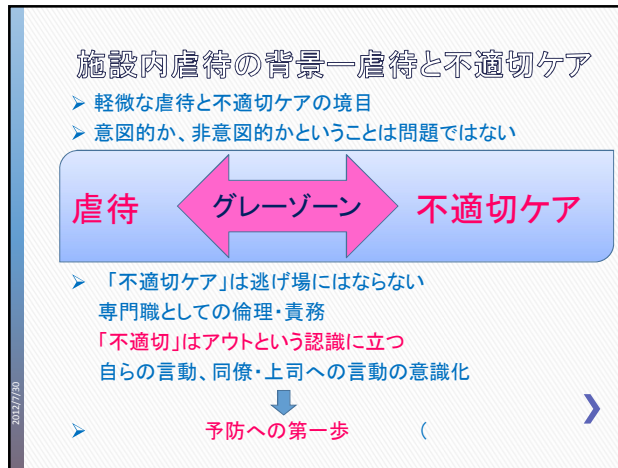 施設内虐待の背景―虐待と不適切ケア
➢ 軽微な虐待と不適切ケアの境目
➢ 意図的か、非意図的かということは問題ではない
虐待 グレーゾーン 不適切ケア
➢ 「不適切ケア」は逃げ場にはならない
専門職としての倫理・責務
「不適切」はアウトという認識に立つ
自らの言動、同僚・上司への言動の意識化
➢ 予防への第一歩 (
2012/7/30